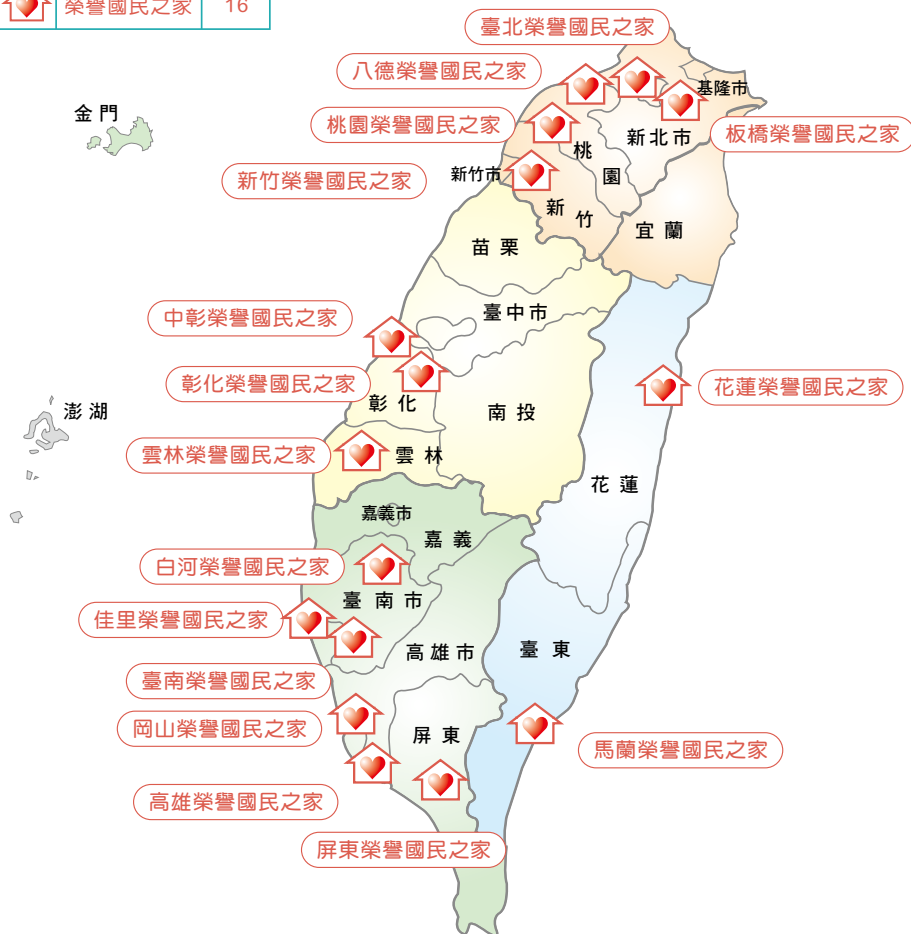 榮譽國民之家 16
臺北榮譽國民之家
八德榮譽國民之家
基隆市
金門
桃園榮譽國民之家
新北市
板橋榮譽國民之家
桃園
新竹市
新竹榮譽國民之家
新竹
宜蘭
苗栗
臺中市
中彰榮譽國民之家
彰化榮譽國民之家
花蓮榮譽國民之家
彰化
南投
澎湖
雲林榮譽國民之家
雲林
花蓮
嘉義市
嘉義
白河榮譽國民之家
臺南市
佳里榮譽國民之家
高雄市
臺東
臺南榮譽國民之家
岡山榮譽國民之家
屏東
馬蘭榮譽國民之家
高雄榮譽國民之家
屏東榮譽國民之家